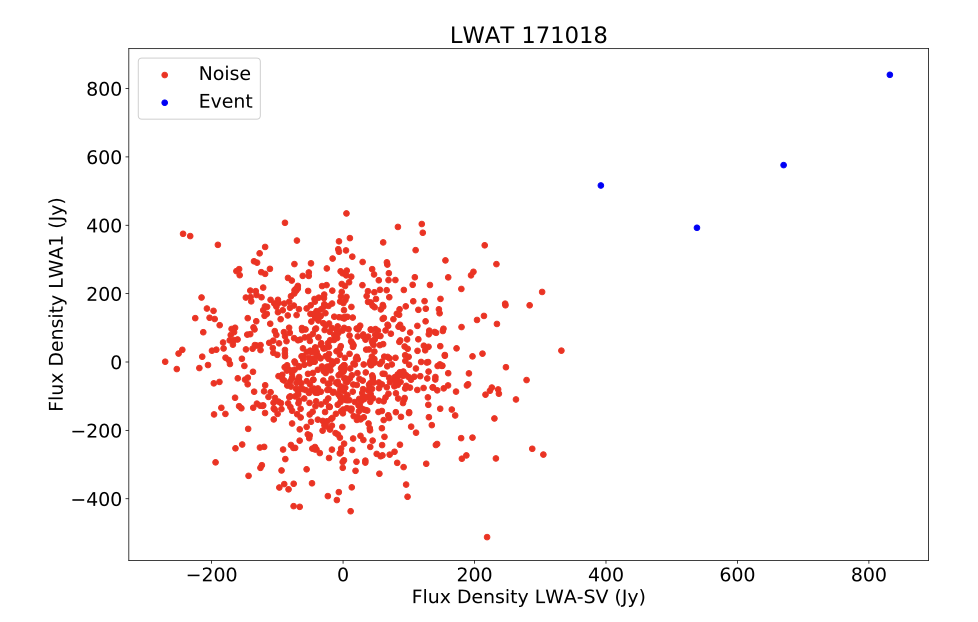 LWAT 171018
Noise
Event
Flux Density LWA1 (Jy)
800
600
400
200
0
−200
−400
−200 0 200 400 600 800
Flux Density LWA-SV (Jy)